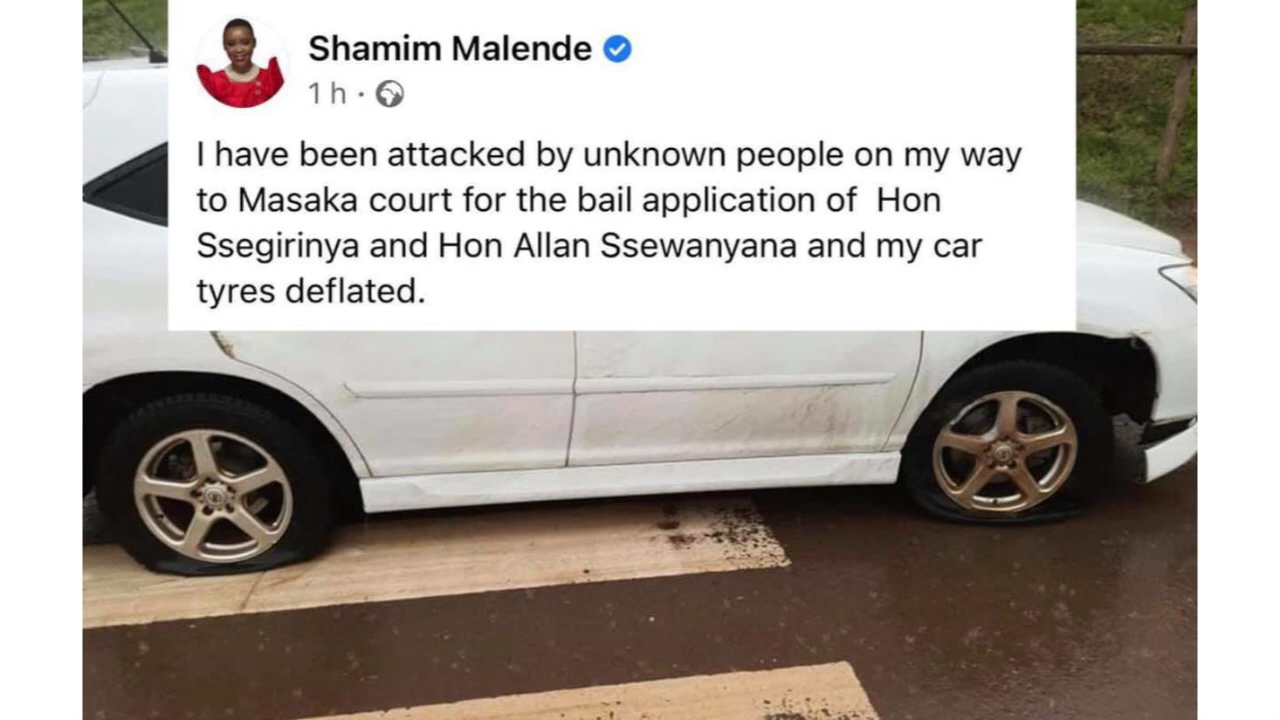 Shamim Malende
1 h ·
I have been attacked by unknown people on my way
to Masaka court for the bail application of Hon
Ssegirinya and Hon Allan Ssewanyana and my car
tyres deflated.